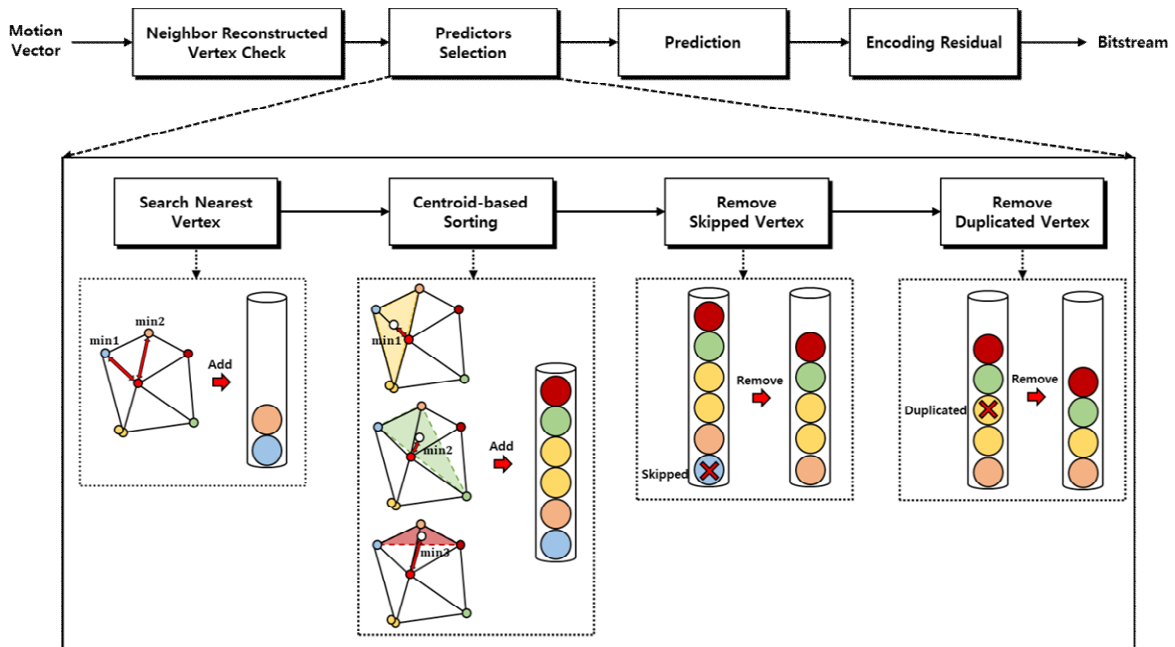 Motion
Vector
Neighbor Reconstructed
Vertex Check
Predictors
Selection
Prediction
Encoding Residual
Bitstream
Search Nearest
Vertex
Centroid-based
Sorting
Remove
Skipped Vertex
Remove
Duplicated Vertex
min1
min2
Add
min1
min2
min3
Add
Skipped
Remove
Duplicated
Remove